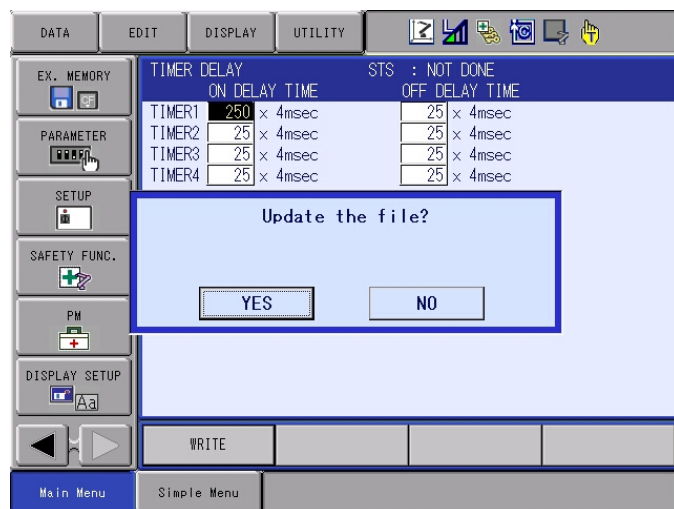 DATA EDIT DISPLAY UTILITY
EX. MEMORY
CF
PARAMETER
SETUP
SAFETY FUNC.
PM
DISPLAY SETUP
Aa
TIMER DELAY STS : NOT DONE
ON DELAY TIME OFF DELAY TIME
TIMER1 250 × 4msec 25 × 4msec
TIMER2 25 × 4msec 25 × 4msec
TIMER3 25 × 4msec 25 × 4msec
TIMER4 25 × 4msec 25 × 4msec
Update the file?
YES NO
WRITE
Main Menu Simple Menu